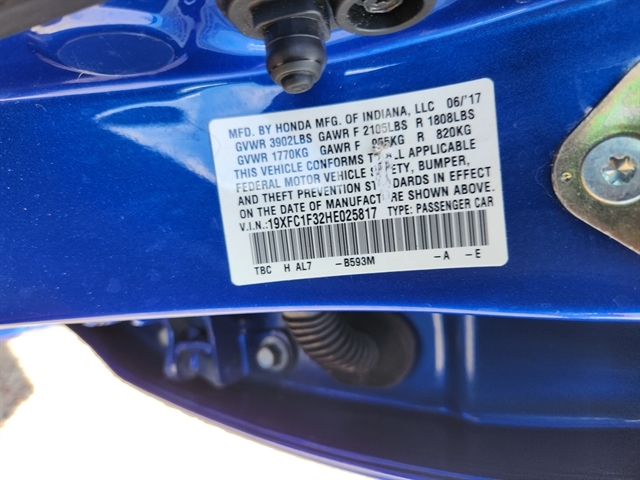 MFD. BY HONDA MFG. OF INDIANA, LLC 06/'17
GVWR 3902LBS GAWR F 2105LBS R 1808LBS
GVWR 1770KG GAWR F 955KG R 820KG
THIS VEHICLE CONFORMS TO ALL APPLICABLE
FEDERAL MOTOR VEHICLE SAFETY, BUMPER,
AND THEFT PREVENTION STANDARDS IN EFFECT
ON THE DATE OF MANUFACTURE SHOWN ABOVE.
V.I.N.:19XFC1F32HE025817 TYPE: PASSENGER CAR
TBC H AL7 -B593M -A -E